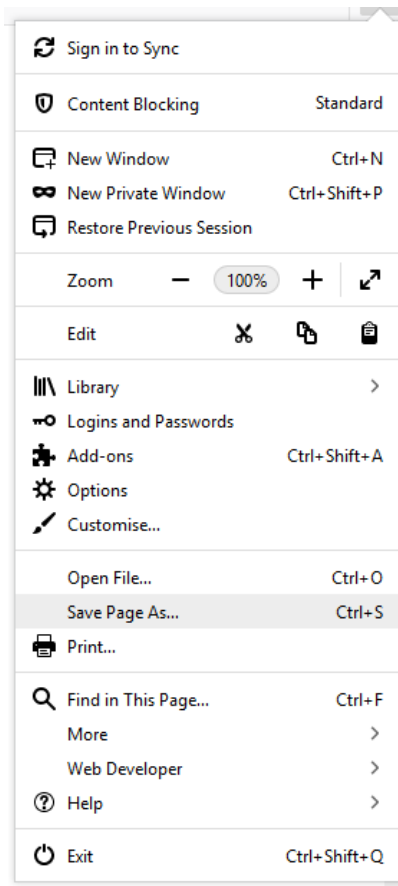 Sign in to Sync
Content Blocking Standard
New Window Ctrl+N
New Private Window Ctrl+Shift+P
Restore Previous Session
Zoom 100%
Edit
Library
Logins and Passwords
Add-ons Ctrl+Shift+A
Options
Customise...
Open File... Ctrl+O
Save Page As... Ctrl+S
Print...
Find in This Page... Ctrl+F
More
Web Developer
Help
Exit Ctrl+Shift+Q